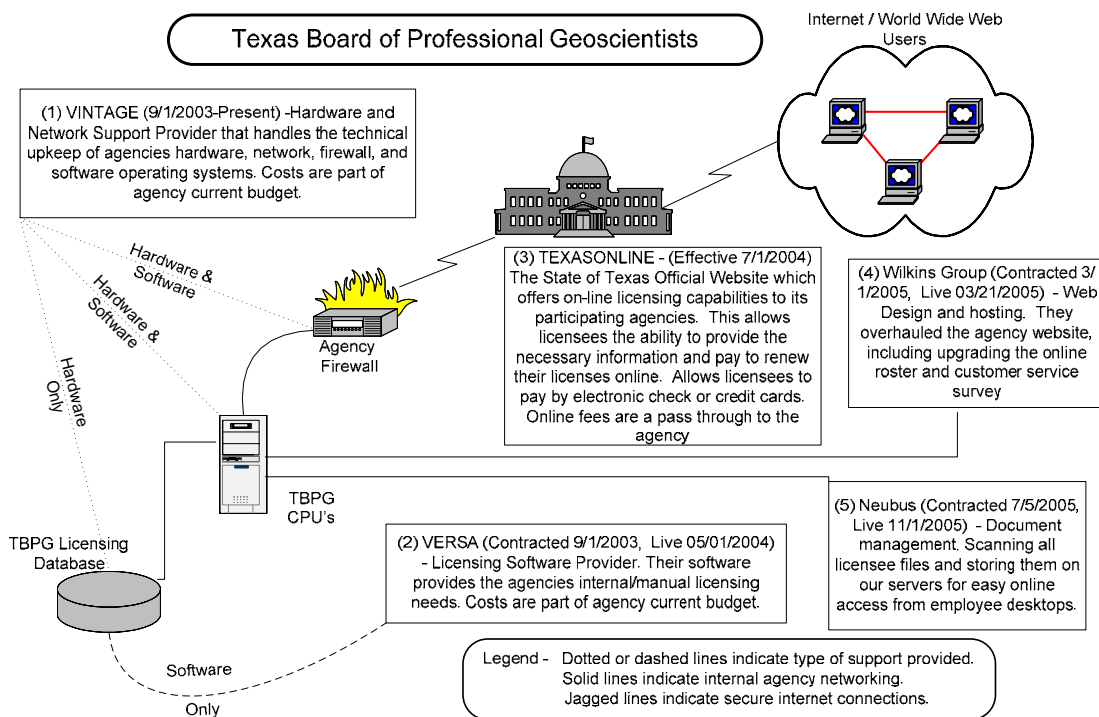 Texas Board of Professional Geoscientists
Internet / World Wide Web
Users
(1) VINTAGE (9/1/2003-Present) -Hardware and
Network Support Provider that handles the technical
upkeep of agencies hardware, network, firewall, and
software operating systems. Costs are part of
agency current budget.
Hardware &
Software
Hardware &
Software
Hardware
Only
Agency
Firewall
(3) TEXASONLINE - (Effective 7/1/2004)
The State of Texas Official Website which
offers on-line licensing capabilities to its
participating agencies. This allows
licensees the ability to provide the
necessary information and pay to renew
their licenses online. Allows licensees to
pay by electronic check or credit cards.
Online fees are a pass through to the
agency
(4) Wilkins Group (Contracted 3/
1/2005, Live 03/21/2005) - Web
Design and hosting. They
overhauled the agency website,
including upgrading the online
roster and customer service
survey
TBPG
CPU's
TBPG Licensing
Database
(2) VERSA (Contracted 9/1/2003, Live 05/01/2004)
- Licensing Software Provider. Their software
provides the agencies internal/manual licensing
needs. Costs are part of agency current budget.
(5) Neubus (Contracted 7/5/2005,
Live 11/1/2005) - Document
management. Scanning all
licensee files and storing them on
our servers for easy online
access from employee desktops.
Software
Only
Legend - Dotted or dashed lines indicate type of support provided.
Solid lines indicate internal agency networking.
Jagged lines indicate secure internet connections.